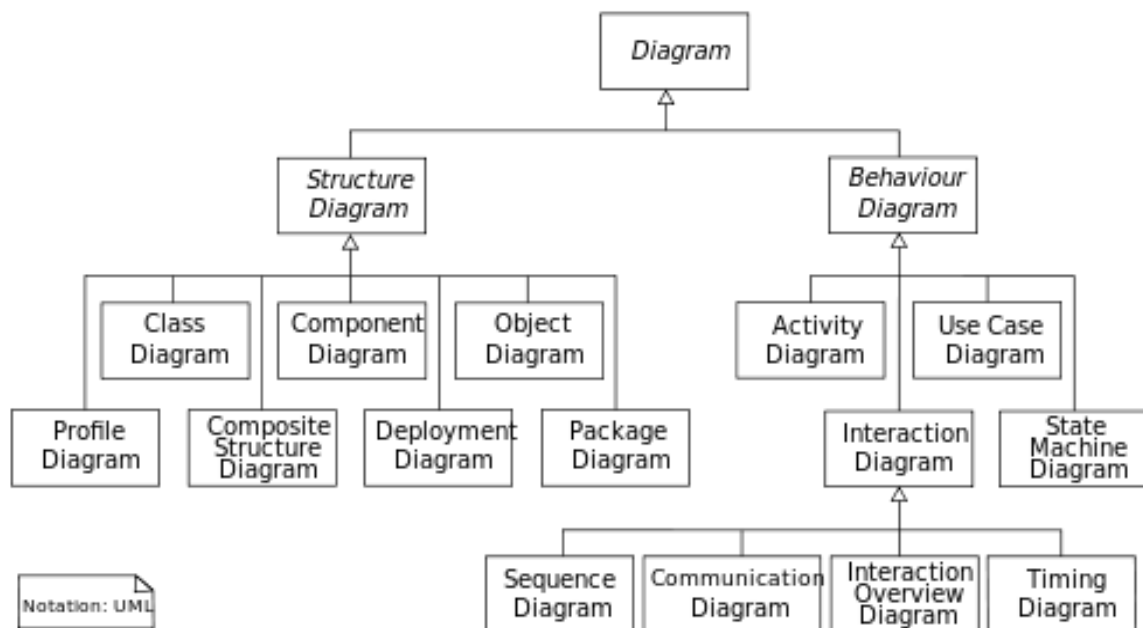 Diagram
Structure
Diagram
Behaviour
Diagram
Class
Diagram
Component
Diagram
Object
Diagram
Activity
Diagram
Use Case
Diagram
Profile
Diagram
Composite
Structure
Diagram
Deployment
Diagram
Package
Diagram
Interaction
Diagram
State
Machine
Diagram
Sequence
Diagram
Communication
Diagram
Interaction
Overview
Diagram
Timing
Diagram
Notation: UML